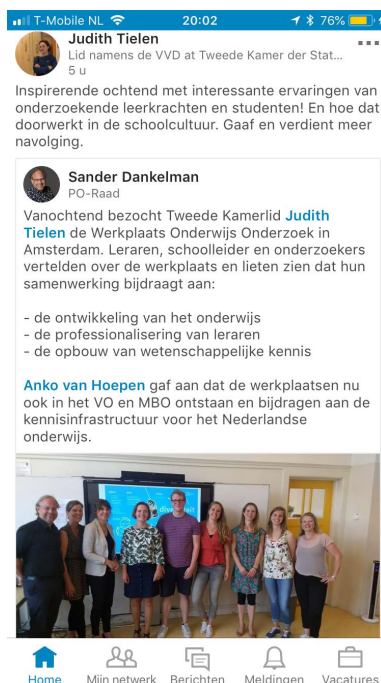 T-Mobile NL
20:02
76%
Judith Tielen
Lid namens de VVD at Tweede Kamer der Stat...
5 u
Inspirerende ochtend met interessante ervaringen van
onderzoekende leerkrachten en studenten! En hoe dat
doorwerkt in de schoolcultuur. Gaaf en verdient meer
navolging.
Sander Dankelman
PO-Raad
Vanochtend bezocht Tweede Kamerlid Judith
Tielen de Werkplaats Onderwijs Onderzoek in
Amsterdam. Leraren, schoolleider en onderzoekers
vertelden over de werkplaats en lieten zien dat hun
samenwerking bijdraagt aan:
- de ontwikkeling van het onderwijs
- de professionalisering van leraren
- de opbouw van wetenschappelijke kennis
Anko van Hoepen gaf aan dat de werkplaatsen nu
ook in het VO en MBO ontstaan en bijdragen aan de
kennisinfrastructuur voor het Nederlandse
onderwijs.
Home
Mijn netwerk
Berichten
Meldingen
Vacatures